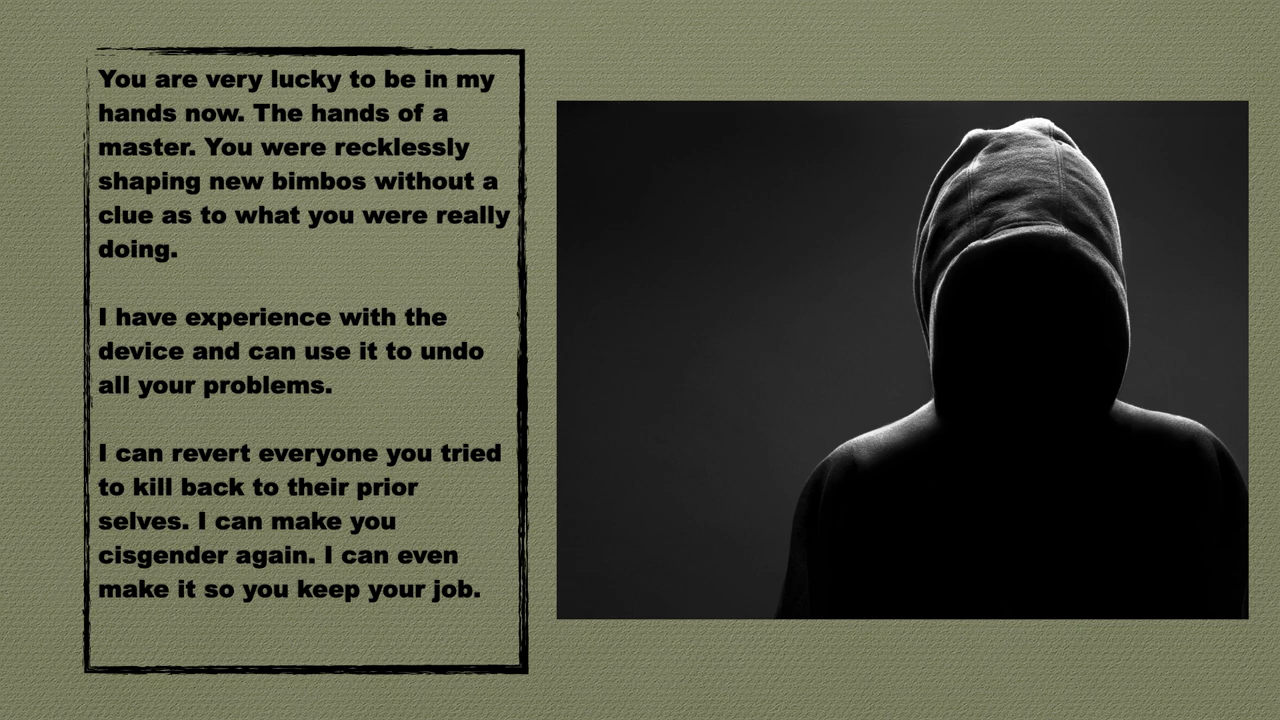 You are very lucky to be in my
hands now. The hands of a
master. You were recklessly
shaping new bimbos without a
clue as to what you were really
doing.
I have experience with the
device and can use it to undo
all your problems.
I can revert everyone you tried
to kill back to their prior
selves. I can make you
cisgender again. I can even
make it so you keep your job.